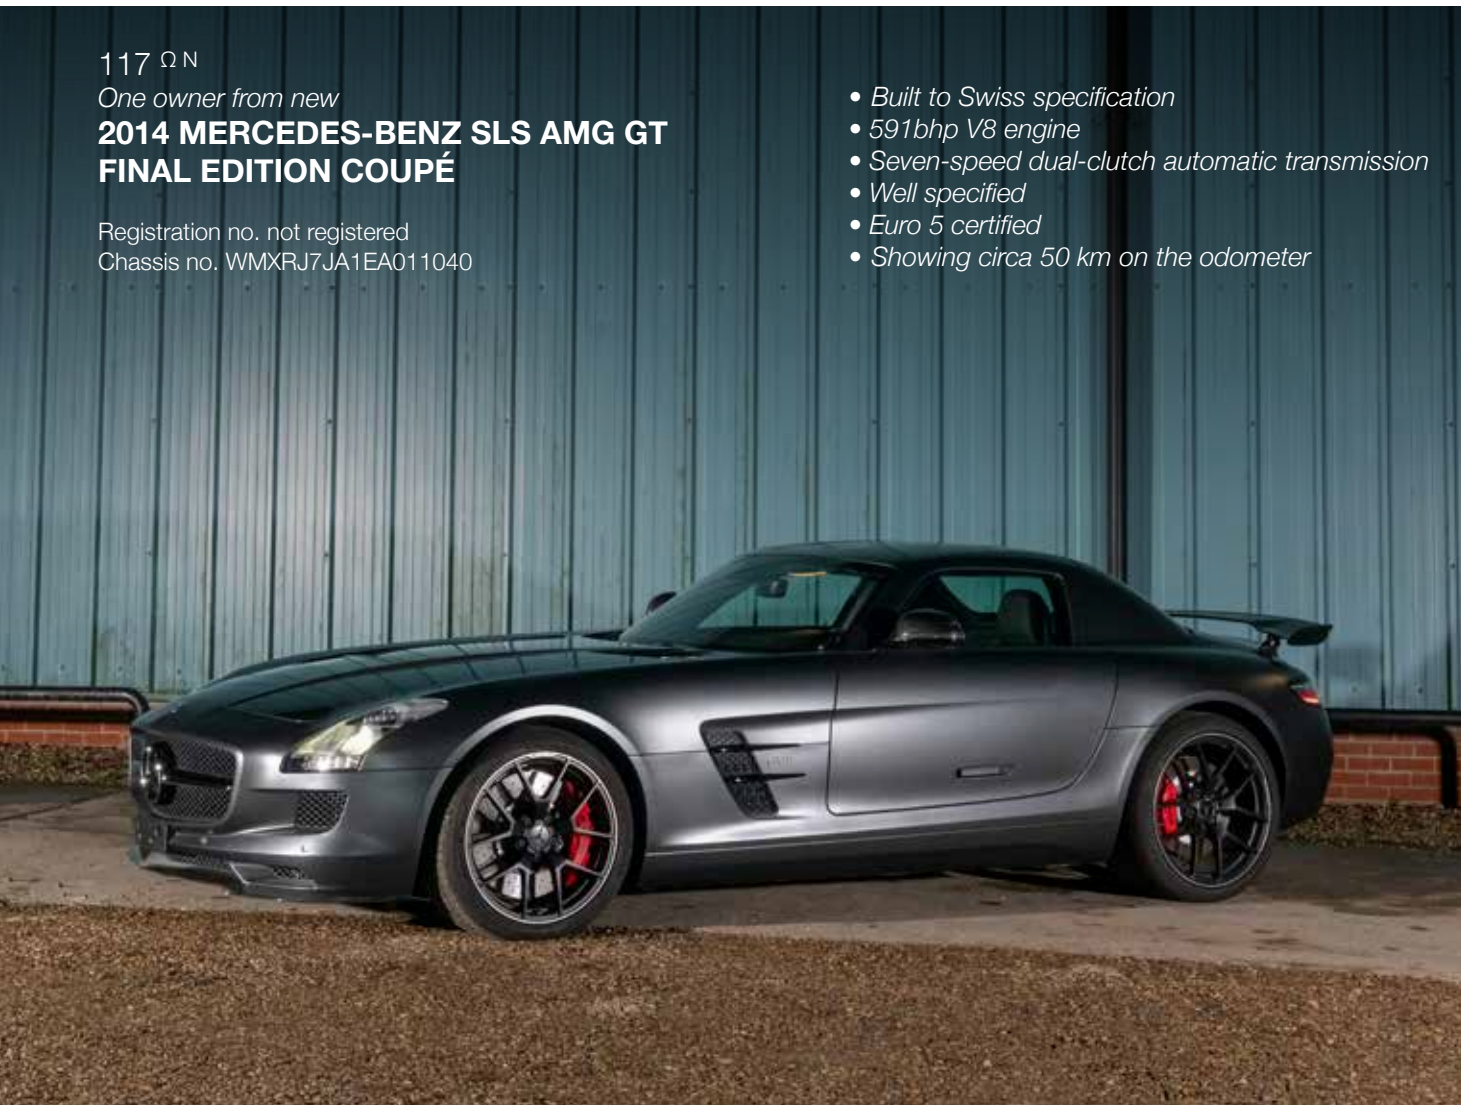 117 Ω N
One owner from new
2014 MERCEDES-BENZ SLS AMG GT
FINAL EDITION COUPÉ
Registration no. not registered
Chassis no. WMXRJ7JA1EA011040
• Built to Swiss specification
• 591bhp V8 engine
• Seven-speed dual-clutch automatic transmission
• Well specified
• Euro 5 certified
• Showing circa 50 km on the odometer